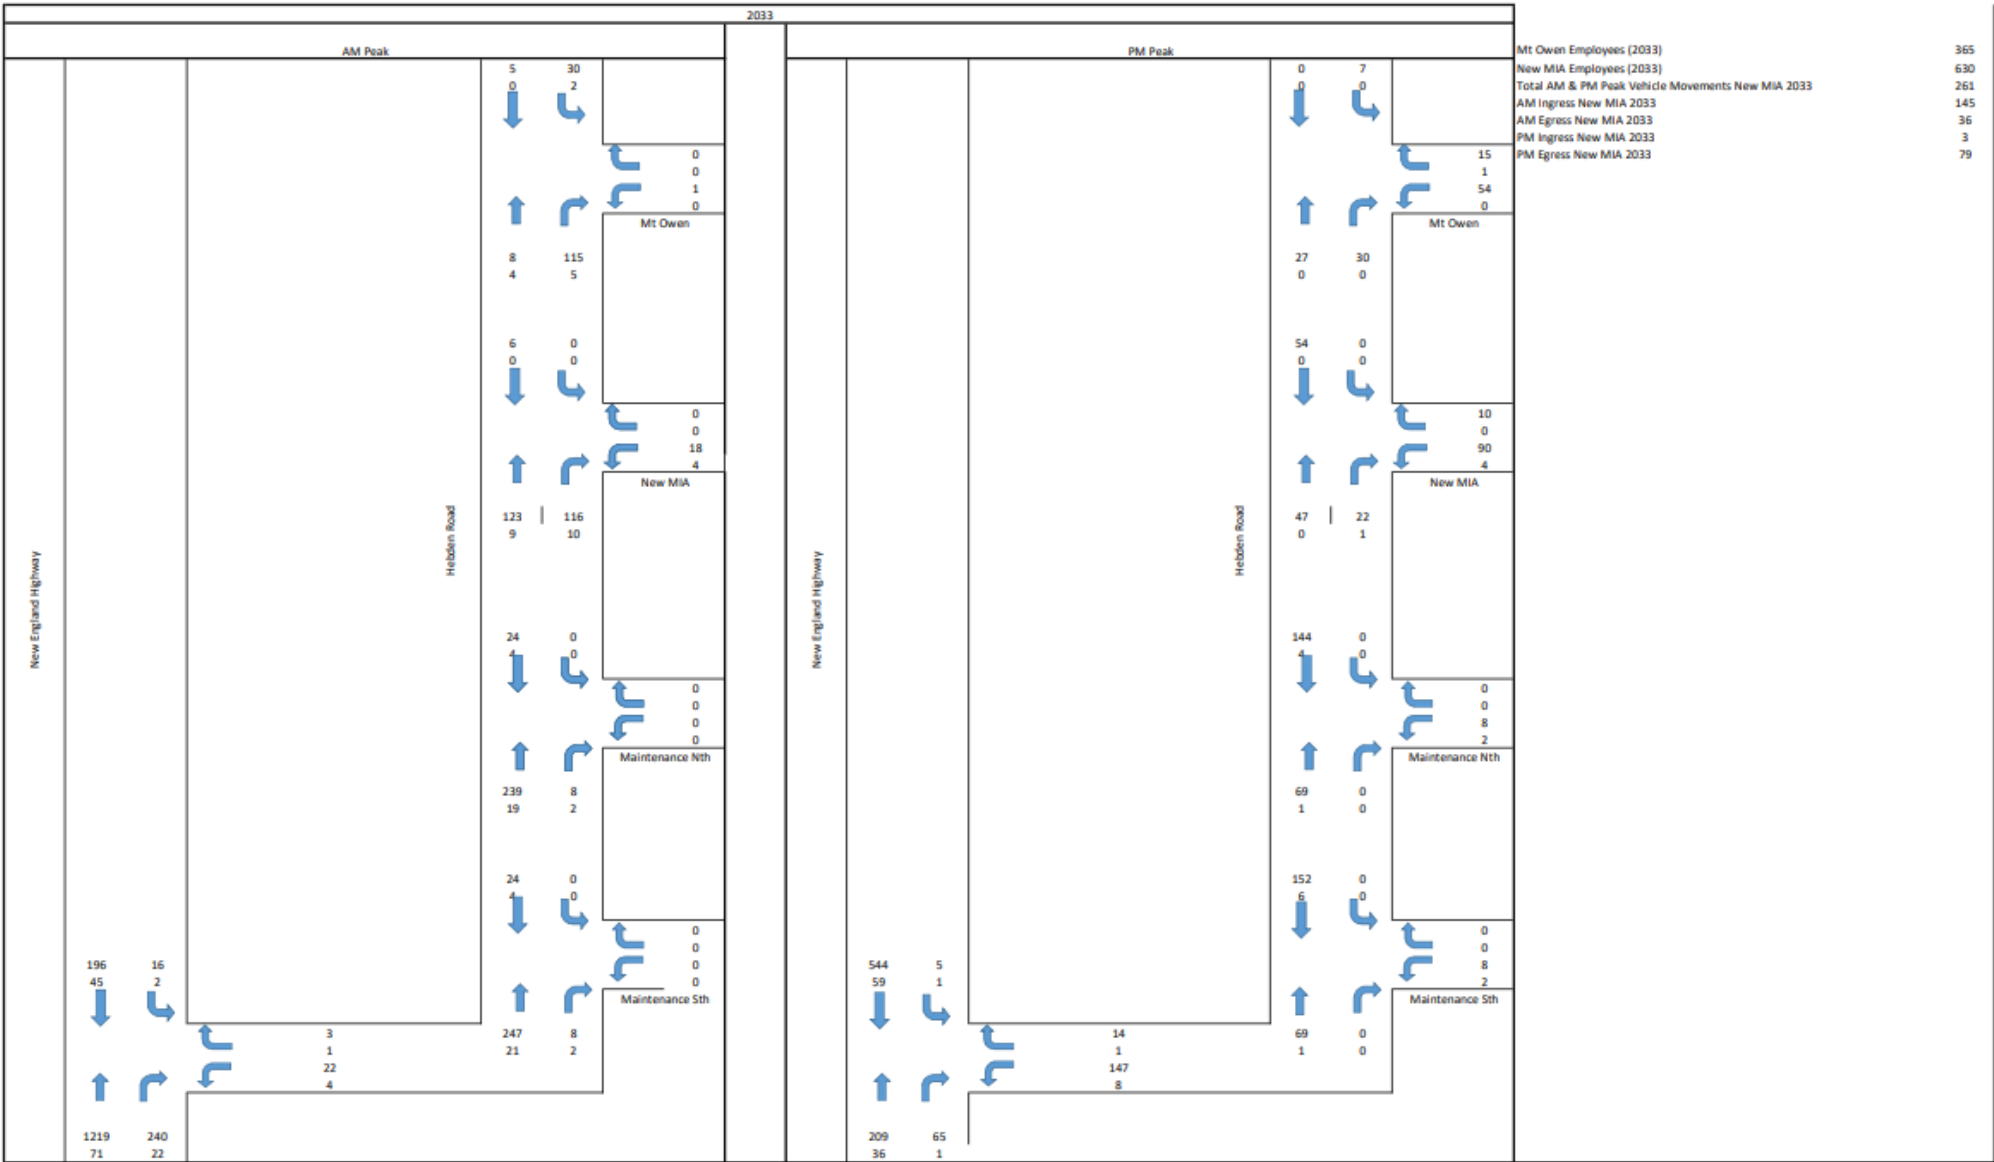 2033
AM Peak PM Peak
Mt Owen Employees (2033) 365
5 30 0 7 New MIA Employees (2033) 630
0 2 0 0 Total AM & PM Peak Vehicle Movements New MIA 2033 261
AM Ingress New MIA 2033 145
AM Egress New MIA 2033 36
PM Ingress New MIA 2033 3
0 15 PM Egress New MIA 2033 79
0 1
1 54
0 0
Mt Owen Mt Owen
8 115 27 30
4 5 0 0
6 0 54 0
0 0 0 0
0 10
0 0
18 90
4 4
New MIA New MIA
123 116 47 22
9 10 0 1
Hebden Road Hebden Road
New England Highway New England Highway
24 0 144 0
4 0 4 0
0 0
0 0
0 8
0 2
Maintenance Nth Maintenance Nth
239 8 69 0
19 2 1 0
24 0 152 0
4 0 6 0
0 0
0 0
196 16 0 544 5 8
45 2 0 59 1 2
Maintenance Sth Maintenance Sth
3 247 8 14 69 0
1 21 2 1 1 0
22 147
4 8
1219 240 209 65
71 22 36 1